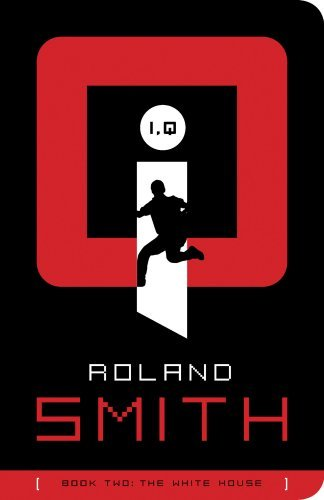 I, Q
ROLAND
SMITH
[ BOOK TWO: THE WHITE HOUSE ]